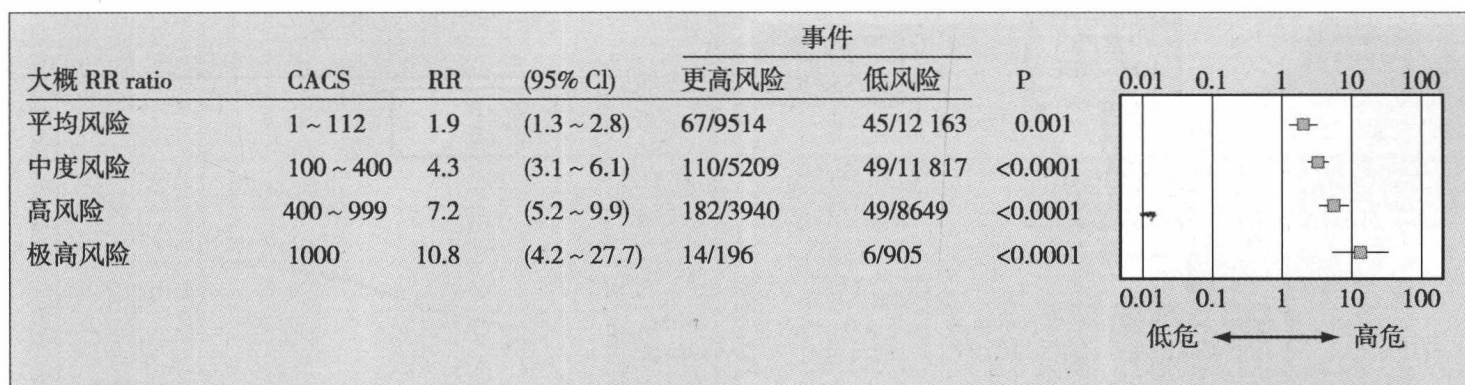 事件
大概 RR ratio CACS RR (95% CI) 更高风险 低风险 P 0.01 0.1 1 10 100
平均风险 1 ~ 112 1.9 (1.3 ~ 2.8) 67/9514 45/12 163 0.001
中度风险 100 ~ 400 4.3 (3.1 ~ 6.1) 110/5209 49/11 817 <0.0001
高风险 400 ~ 999 7.2 (5.2 ~ 9.9) 182/3940 49/8649 <0.0001
极高风险 1000 10.8 (4.2 ~ 27.7) 14/196 6/905 <0.0001
0.01 0.1 1 10 100
低危 高危